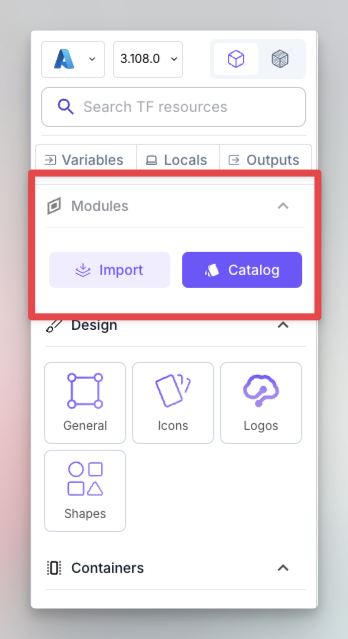 3.108.0
Search TF resources
Variables Locals Outputs
Modules
Import Catalog
Design
General Icons Logos
Shapes
Containers